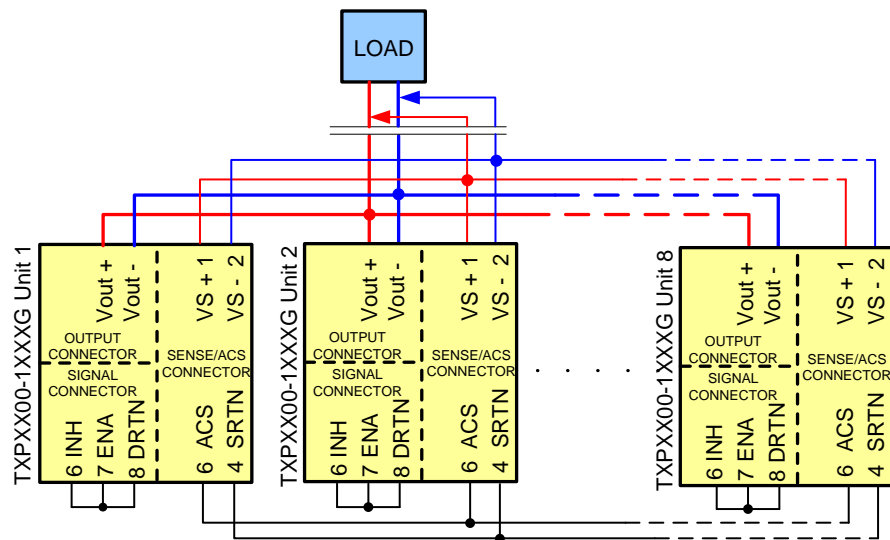 LOAD
TXPXX00-1XXXG Unit 1
Vout +
Vout -
VS + 1
VS - 2
OUTPUT
CONNECTOR
SIGNAL
CONNECTOR
SENSE/ACS
CONNECTOR
6 INH
7 ENA
8 DRTN
6 ACS
4 SRTN
TXPXX00-1XXXG Unit 2
Vout +
Vout -
VS + 1
VS - 2
OUTPUT
CONNECTOR
SIGNAL
CONNECTOR
SENSE/ACS
CONNECTOR
6 INH
7 ENA
8 DRTN
6 ACS
4 SRTN
. . . . .
TXPXX00-1XXXG Unit 8
Vout +
Vout -
VS + 1
VS - 2
OUTPUT
CONNECTOR
SIGNAL
CONNECTOR
SENSE/ACS
CONNECTOR
6 INH
7 ENA
8 DRTN
6 ACS
4 SRTN